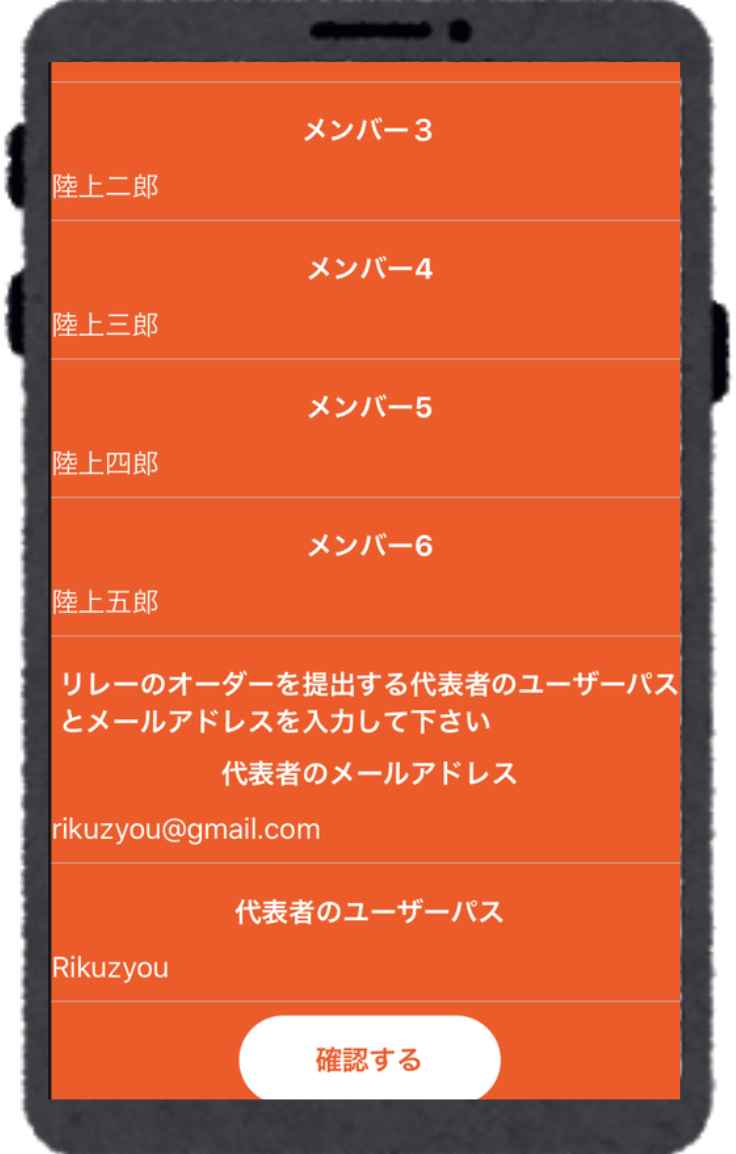 メンバー３
陸上二郎
メンバー4
陸上三郎
メンバー5
陸上四郎
メンバー6
陸上五郎
リレーのオーダーを提出する代表者のユーザーパス
とメールアドレスを入力して下さい
代表者のメールアドレス
rikuzyou@gmail.com
代表者のユーザーパス
Rikuzyou
確認する